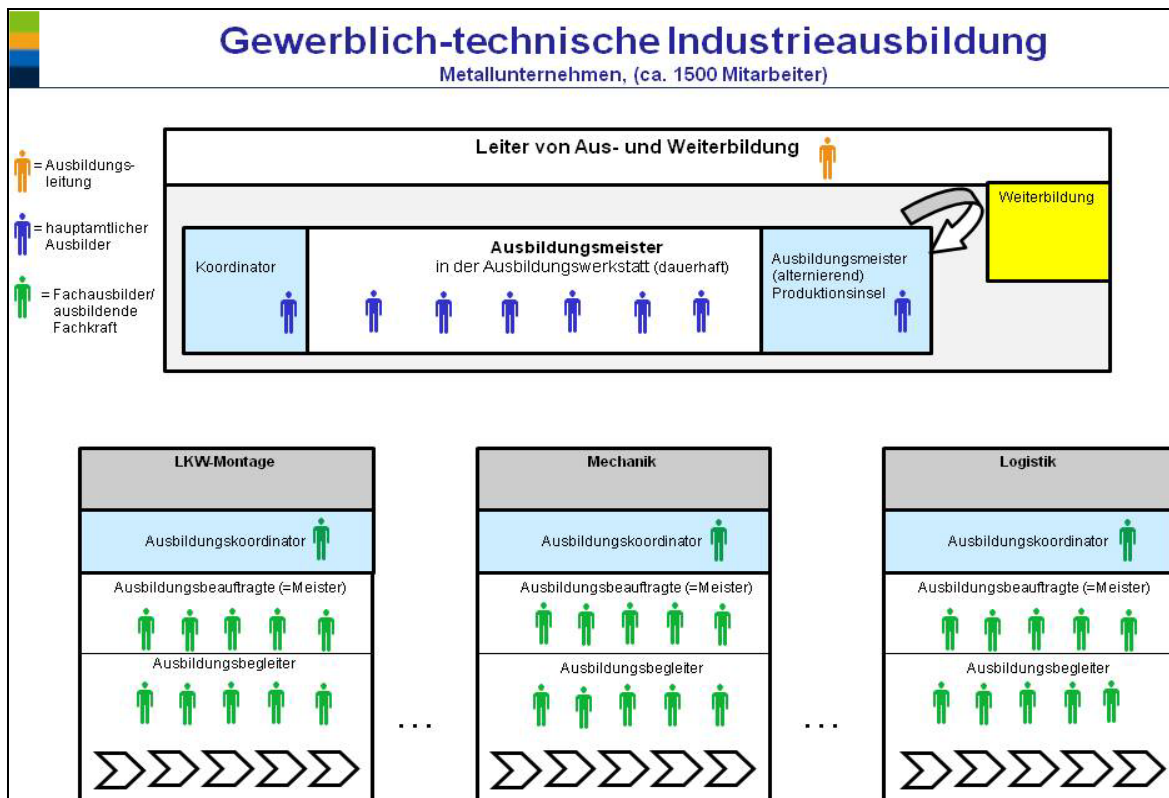 Gewerblich-technische Industrieausbildung
Metallunternehmen, (ca. 1500 Mitarbeiter)
= Ausbildungs-
leitung
= hauptamtlicher
Ausbilder
= Fachausbilder/
ausbildende
Fachkraft
Leiter von Aus- und Weiterbildung
Weiterbildung
Koordinator
Ausbildungsmeister
in der Ausbildungswerkstatt (dauerhaft)
Ausbildungsmeister
(alternierend)
Produktionsinsel
LKW-Montage
Ausbildungskoordinator
Ausbildungsbeauftragte (=Meister)
Ausbildungsbegleiter
...
Mechanik
Ausbildungskoordinator
Ausbildungsbeauftragte (=Meister)
Ausbildungsbegleiter
...
Logistik
Ausbildungskoordinator
Ausbildungsbeauftragte (=Meister)
Ausbildungsbegleiter